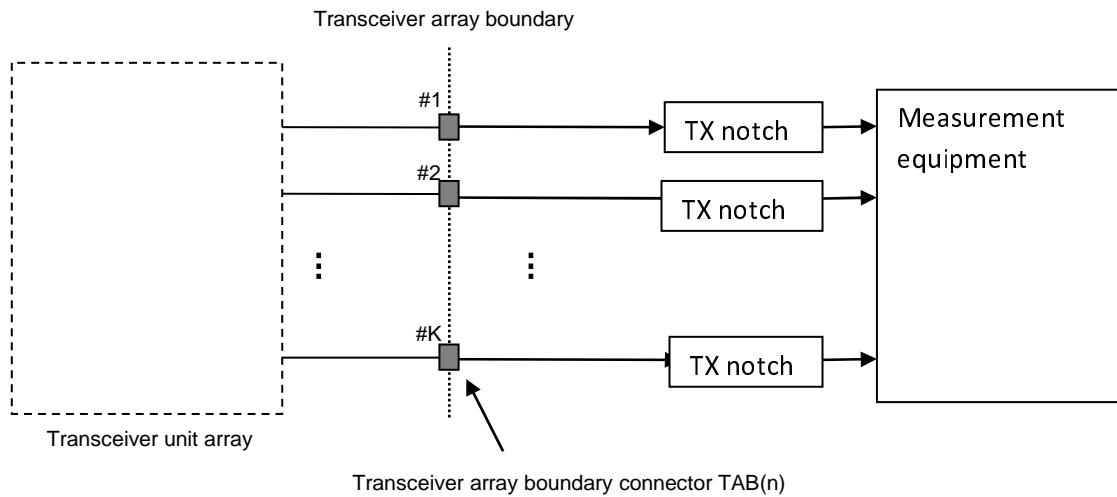 Transceiver array boundary
#1
TX notch
Measurement
equipment
#2
TX notch
#K
TX notch
Transceiver unit array
Transceiver array boundary connector TAB(n)